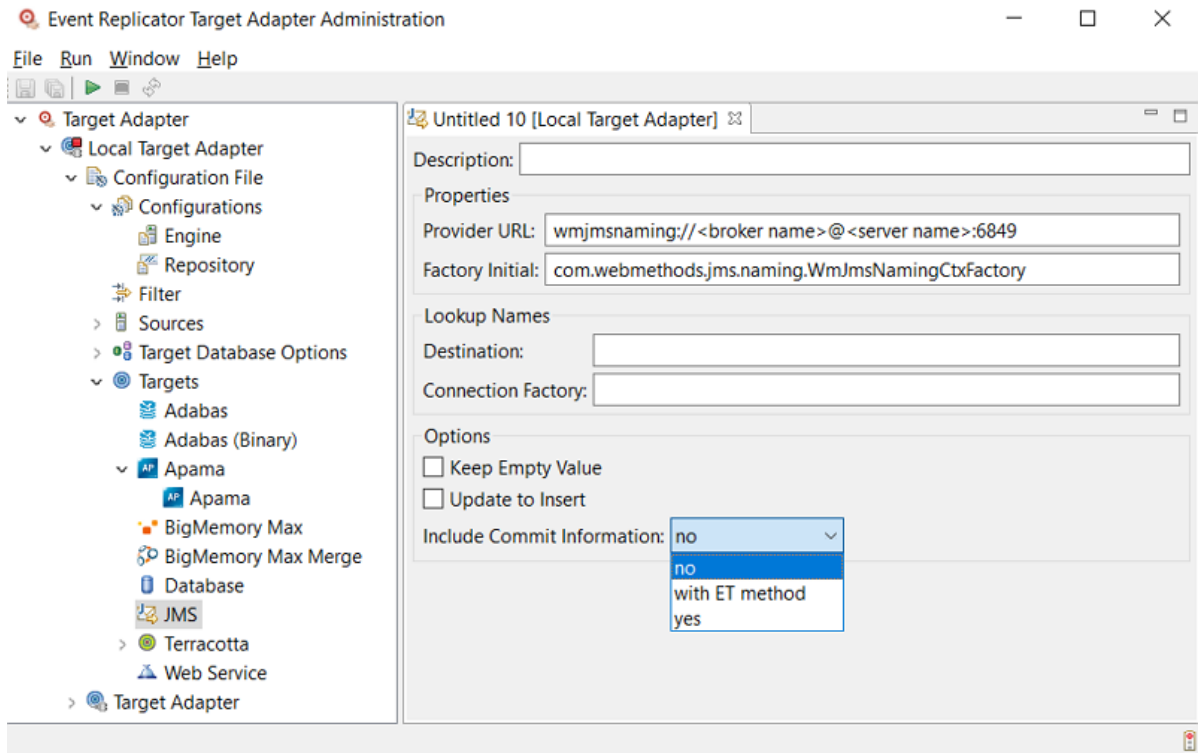 Event Replicator Target Adapter Administration
File Run Window Help
Target Adapter
Local Target Adapter
Configuration File
Configurations
Engine
Repository
Filter
Sources
Target Database Options
Targets
Adabas
Adabas (Binary)
AP Apama
AP Apama
BigMemory Max
BigMemory Max Merge
Database
JMS
Terracotta
Web Service
Target Adapter
Untitled 10 [Local Target Adapter]
Description:
Properties
Provider URL: wmjmsnaming://<broker name>@<server name>:6849
Factory Initial: com.webmethods.jms.naming.WmJmsNamingCtxFactory
Lookup Names
Destination:
Connection Factory:
Options
Keep Empty Value
Update to Insert
Include Commit Information: no
no
with ET method
yes